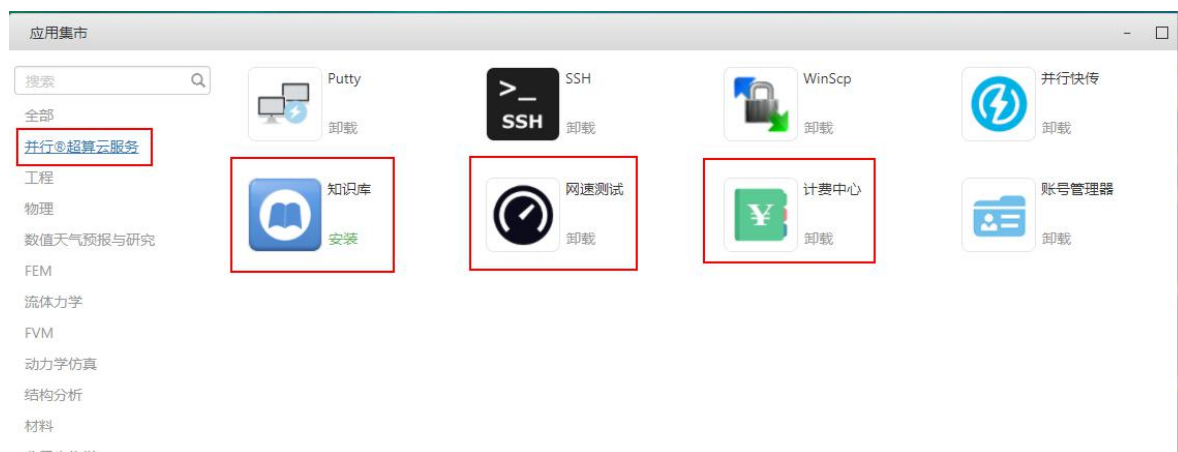 应用集市
搜索
全部
并行®超算云服务
工程
物理
数值天气预报与研究
FEM
流体力学
FVM
动力学仿真
结构分析
材料
Putty
卸载
>_
SSH
SSH
卸载
WinScp
卸载
并行快传
卸载
知识库
安装
网速测试
卸载
¥
计费中心
卸载
账号管理器
卸载